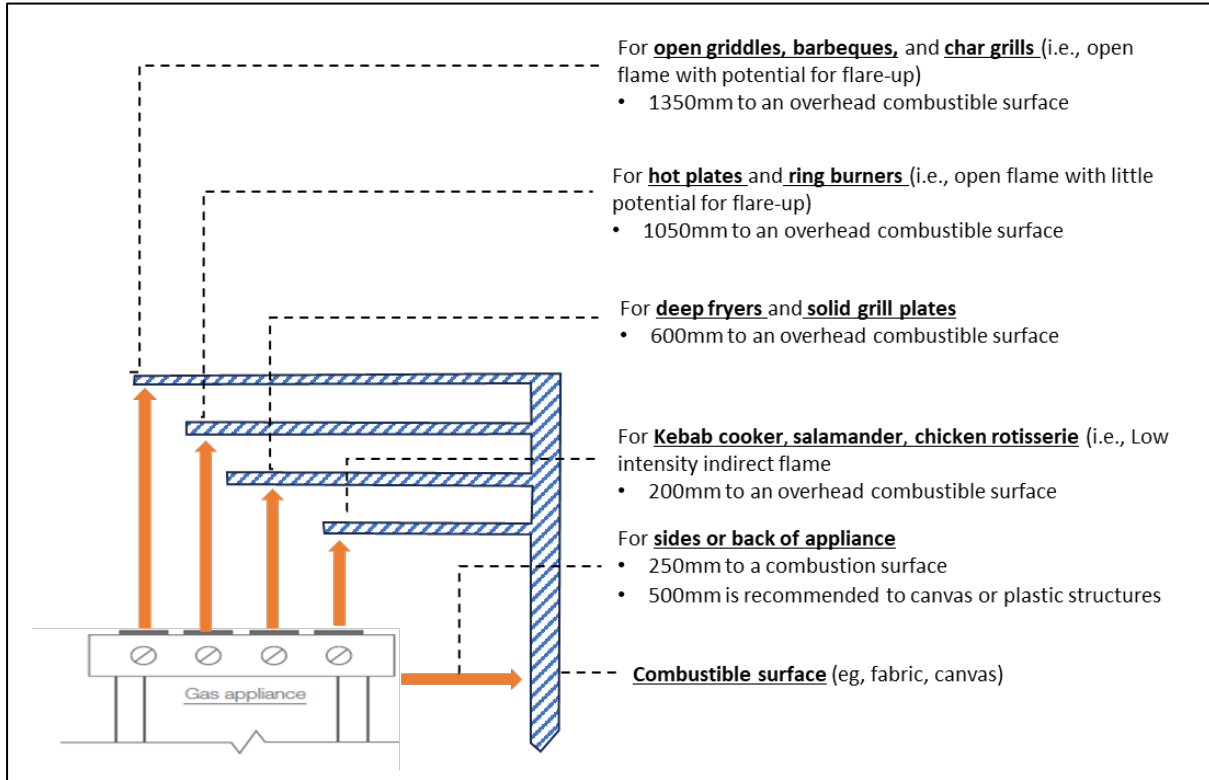 For open griddles, barbeques, and char grills (i.e., open
flame with potential for flare-up)
• 1350mm to an overhead combustible surface
For hot plates and ring burners (i.e., open flame with little
potential for flare-up)
• 1050mm to an overhead combustible surface
For deep fryers and solid grill plates
• 600mm to an overhead combustible surface
For Kebab cooker, salamander, chicken rotisserie (i.e., Low
intensity indirect flame
• 200mm to an overhead combustible surface
For sides or back of appliance
• 250mm to a combustion surface
• 500mm is recommended to canvas or plastic structures
Combustible surface (eg, fabric, canvas)
Gas appliance